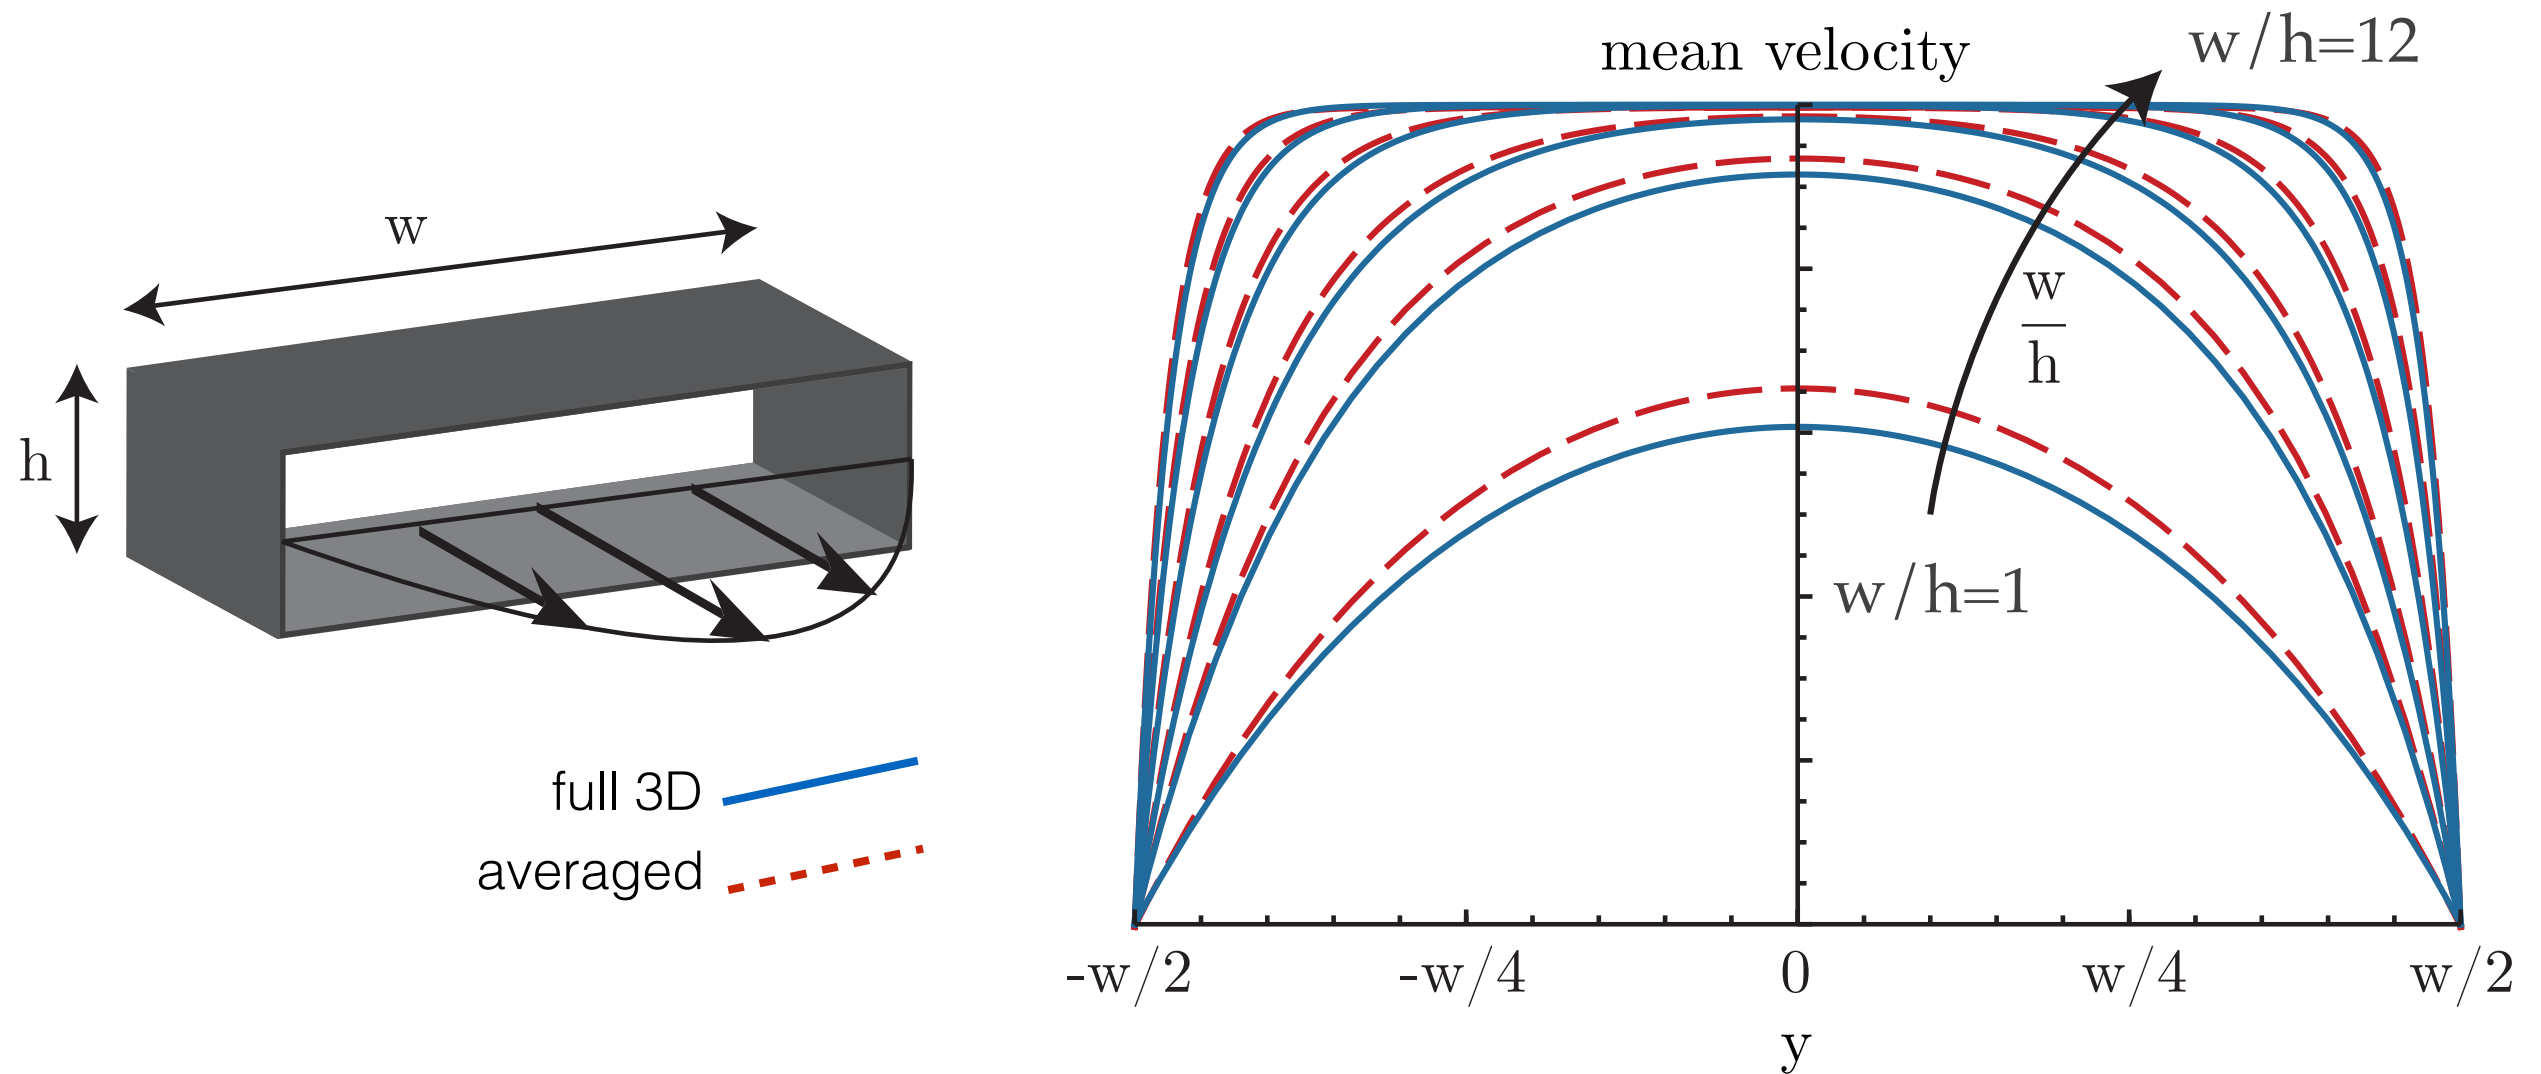 w
h
full 3D
averaged
mean velocity
w/h=12
w
h
w/h=1
-w/2
-w/4
0
w/4
w/2
y